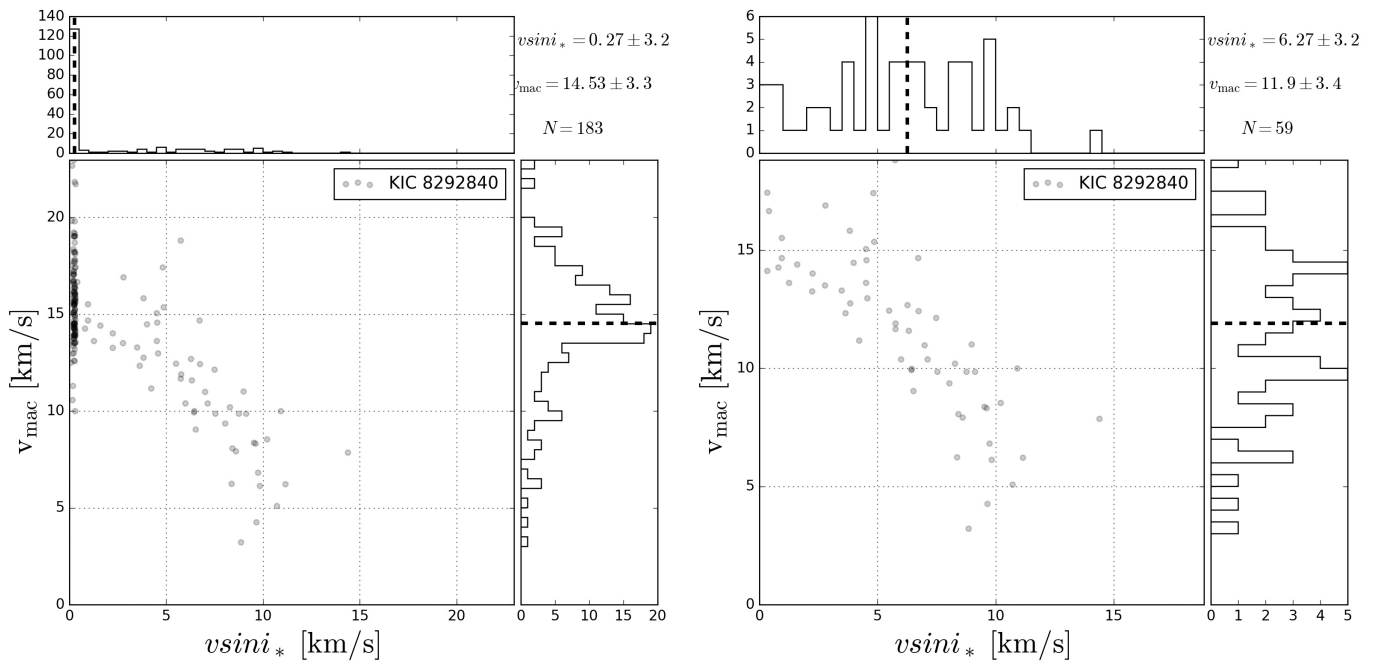 140
120
100
80
60
40
20
0
vsini* = 0.27 ± 3.2
vmac = 14.53 ± 3.3
N = 183
KIC 8292840
20
15
10
5
0
vmac [km/s]
0 5 10 15 20
vsini* [km/s]
0 5 10 15 20
6
5
4
3
2
1
0
vsini* = 6.27 ± 3.2
vmac = 11.9 ± 3.4
N = 59
KIC 8292840
15
10
5
0
vmac [km/s]
0 5 10 15
vsini* [km/s]
0 1 2 3 4 5